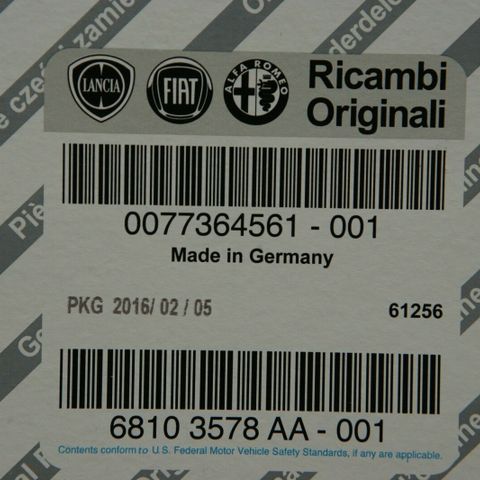 LANCIA FIAT ALFA ROMEO Ricambi
Originali
0077364561 - 001
Made in Germany
PKG 2016/ 02 / 05 61256
6810 3578 AA - 001
Contents conform to U.S. Federal Motor Vehicle Safety Standards, if any are applicable.